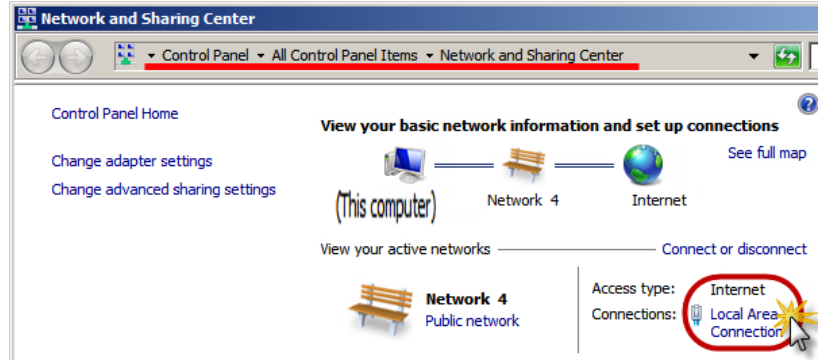 Network and Sharing Center
Control Panel All Control Panel Items Network and Sharing Center
Control Panel Home
Change adapter settings
Change advanced sharing settings
?
View your basic network information and set up connections
See full map
(This computer)
Network 4
Internet
View your active networks
Connect or disconnect
Network 4
Public network
Access type: Internet
Connections: Local Area
Connection